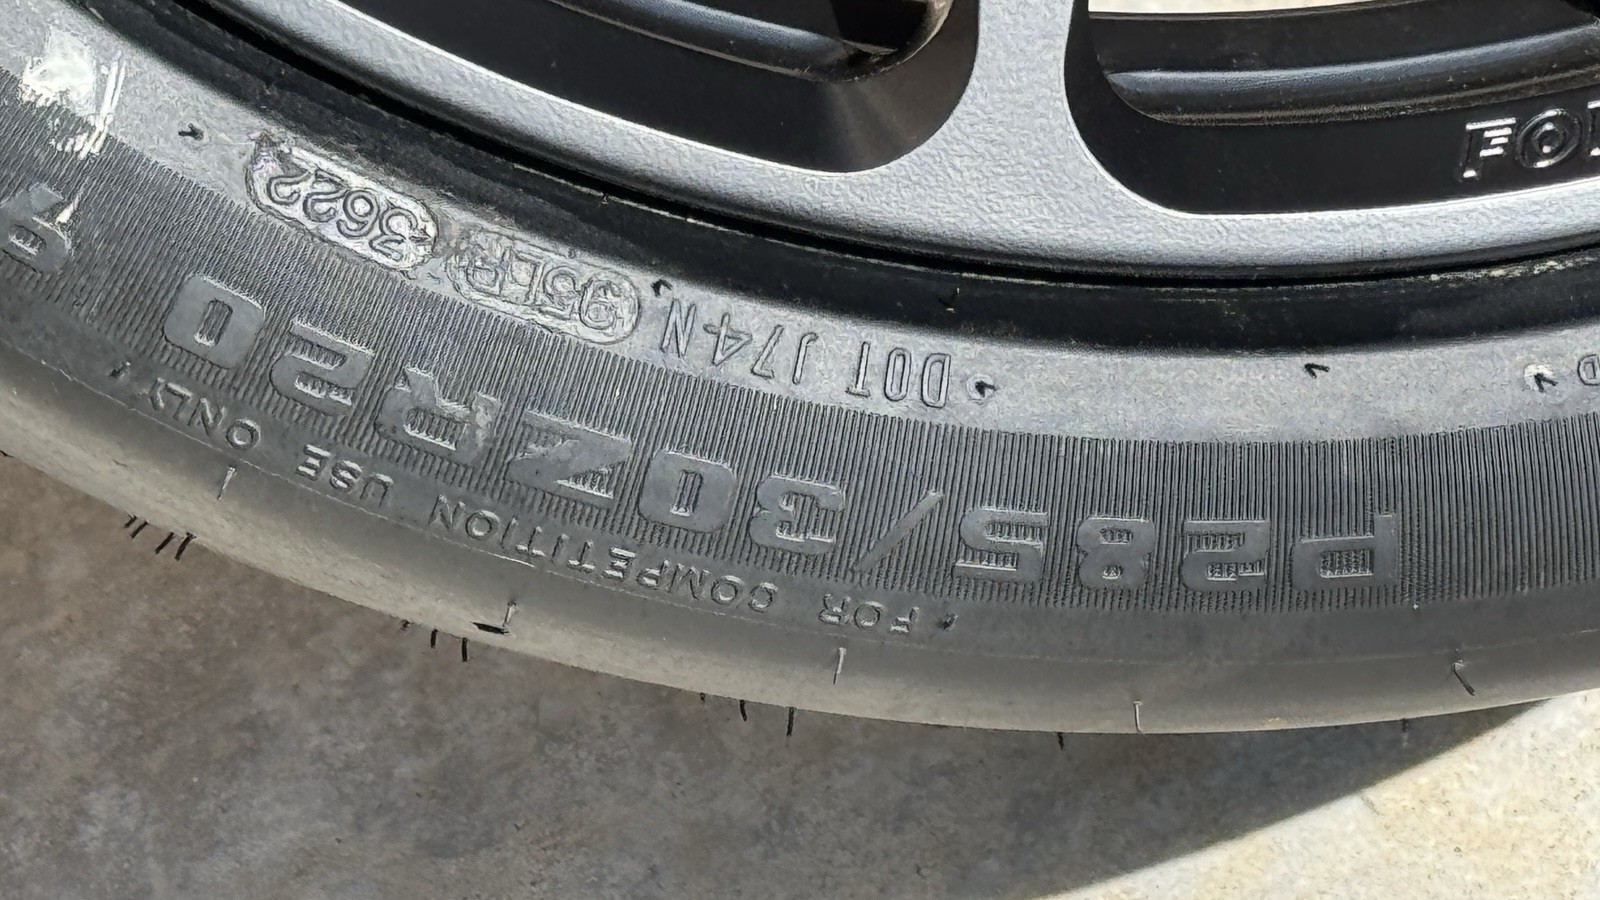 DOT J74N 95LR 3622
P285/30ZR20
FOR COMPETITION USE ONLY